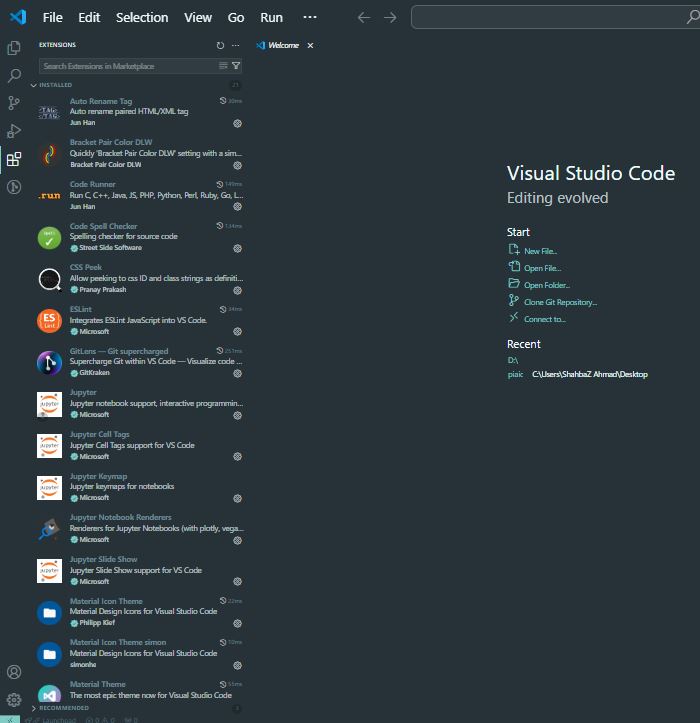 File Edit Selection View Go Run ...
EXTENSIONS
Welcome
Search Extensions in Marketplace
INSTALLED 21
Auto Rename Tag 30ms
Auto rename paired HTML/XML tag
Jun Han
Bracket Pair Color DLW
Quickly 'Bracket Pair Color DLW' setting with a sim...
Bracket Pair Color DLW
Code Runner 149ms
.run
Run C, C++, Java, JS, PHP, Python, Perl, Ruby, Go, L...
Jun Han
Code Spell Checker 134ms
Spelling checker for source code
Street Side Software
CSS Peek
Allow peeking to css ID and class strings as definiti...
Pranay Prakash
ESLint 34ms
ES
Lint
Integrates ESLint JavaScript into VS Code.
Microsoft
GitLens — Git supercharged 251ms
Supercharge Git within VS Code — Visualize code ...
GitKraken
Jupyter
Jupyter notebook support, interactive programmin...
Microsoft
Jupyter Cell Tags
Jupyter Cell Tags support for VS Code
Microsoft
Jupyter Keymap
Jupyter keymaps for notebooks
Microsoft
Jupyter Notebook Renderers
Renderers for Jupyter Notebooks (with plotly, vega...
Microsoft
Jupyter Slide Show
Jupyter Slide Show support for VS Code
Microsoft
Material Icon Theme 22ms
Material Design Icons for Visual Studio Code
Philipp Kief
Material Icon Theme simon 10ms
Material Design Icons for Visual Studio Code
simonhe
Material Theme 55ms
The most epic theme now for Visual Studio Code
RECOMMENDED
Launchpad 0 0 0
Visual Studio Code
Editing evolved
Start
New File...
Open File...
Open Folder...
Clone Git Repository...
Connect to...
Recent
D:\
piaic C:\Users\ShahbaZ Ahmad\Desktop